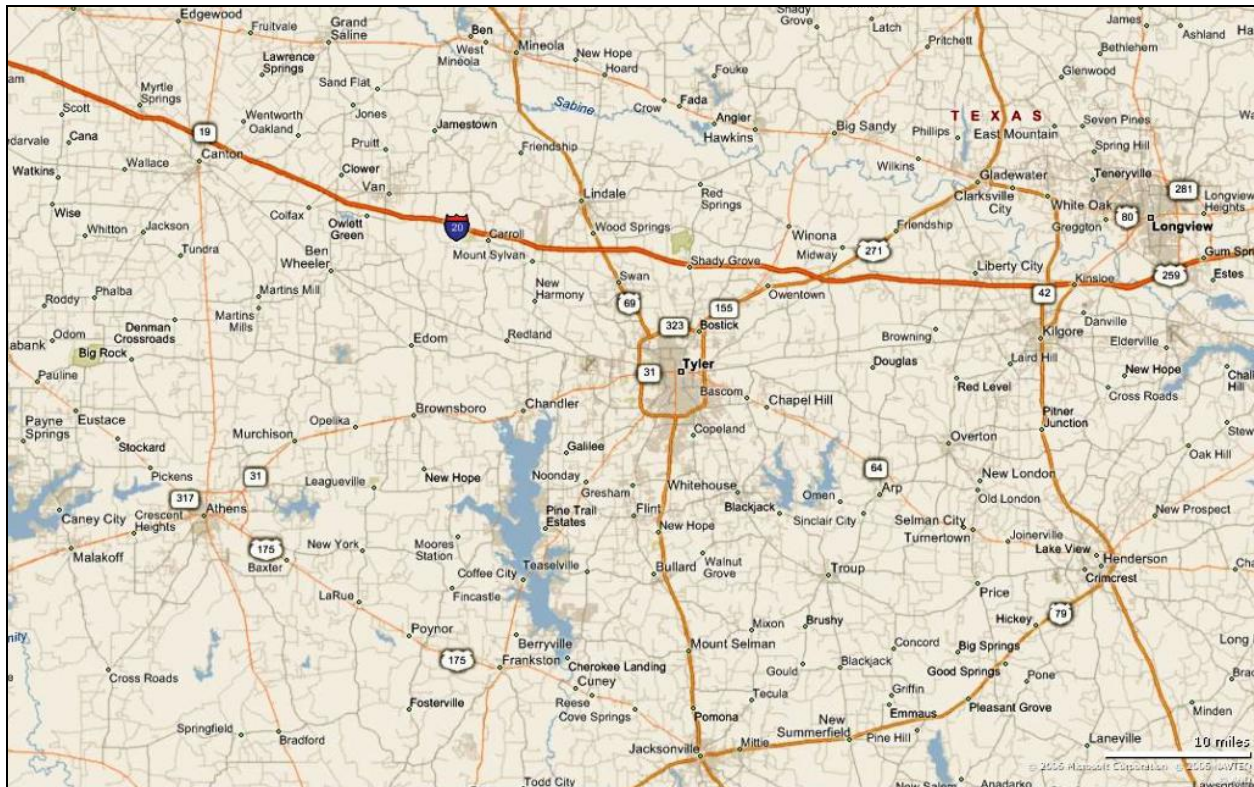 Edgewood
Fruitvale
Grand
Saline
Ben
West
Mineola
Mineola
Shady
Grove
Latch
James
Ashland
Lawrence
Springs
New Hope
Hoard
Pritchett
Bethlehem
Myrtle
Springs
Sand Flat
Fouke
Glenwood
Scott
Jones
Sabine
Crow
Fada
Angier
Hawkins
Big Sandy
TEXAS
Phillips
East Mountain
Seven Pines
19
Wentworth
Oakland
Jamestown
Cana
Canton
Pruitt
Friendship
Wilkins
Spring Hill
Watkins
Wallace
Clower
Van
Gladewater
Teneryville
Clarksville
City
281
Longview
Heights
Wise
Colfax
Owlett
Green
Lindale
Red
Springs
White Oak
80
Greggton
Longview
Whitton
Jackson
20
Carroll
Wood Springs
Winona
Midway
Friendship
271
Tundra
Ben
Wheeler
Mount Sylvan
Shady Grove
Liberty City
Gum Spr
259
Estes
Roddy
Phalba
Martins Mill
New
Harmony
Swan
Owentown
42
Kinsloe
Denman
Crossroads
Martins
Mills
69
155
Danville
Odom
Edom
Redland
323
Bostick
Browning
Kilgore
Elderville
Big Rock
Tyler
Douglas
Laird Hill
New Hope
Pauline
31
Red Level
Cross Roads
Hill
Eustace
Brownsboro
Chandler
Bascom
Chapel Hill
Pitner
Junction
Payne
Springs
Opelika
Murchison
Copeland
Stockard
Galilee
Overton
Oak Hill
Pickens
31
New Hope
Noonday
64
New London
317
Leagueville
Gresham
Whitehouse
Arp
Omen
Old London
Athens
Caney City
Crescent
Heights
Pine Trail
Estates
Flint
Blackjack
Sinclair City
Selman City
Turnertown
New Prospect
New Hope
Malakoff
175
Baxter
New York
Moores
Station
Walnut
Grove
Joinerville
Lake View
Henderson
Coffee City
Teaselville
Bullard
Troup
Crimcrest
LaRue
Fincastle
Price
Mixon
Brushy
Hickey
79
Poynor
Berryville
Mount Selman
Concord
Big Springs
175
Frankston
Cherokee Landing
Gould
Blackjack
Good Springs
Cross Roads
Cuney
Pone
Tecula
Griffin
Fosterville
Reese
Cove Springs
Pomona
Emmaus
Pleasant Grove
Minden
Springfield
Bradford
New
Summerfield
Pine Hill
Mittie
Jacksonville
Laneville
10 miles
Todd City
New Salem
Anadarko